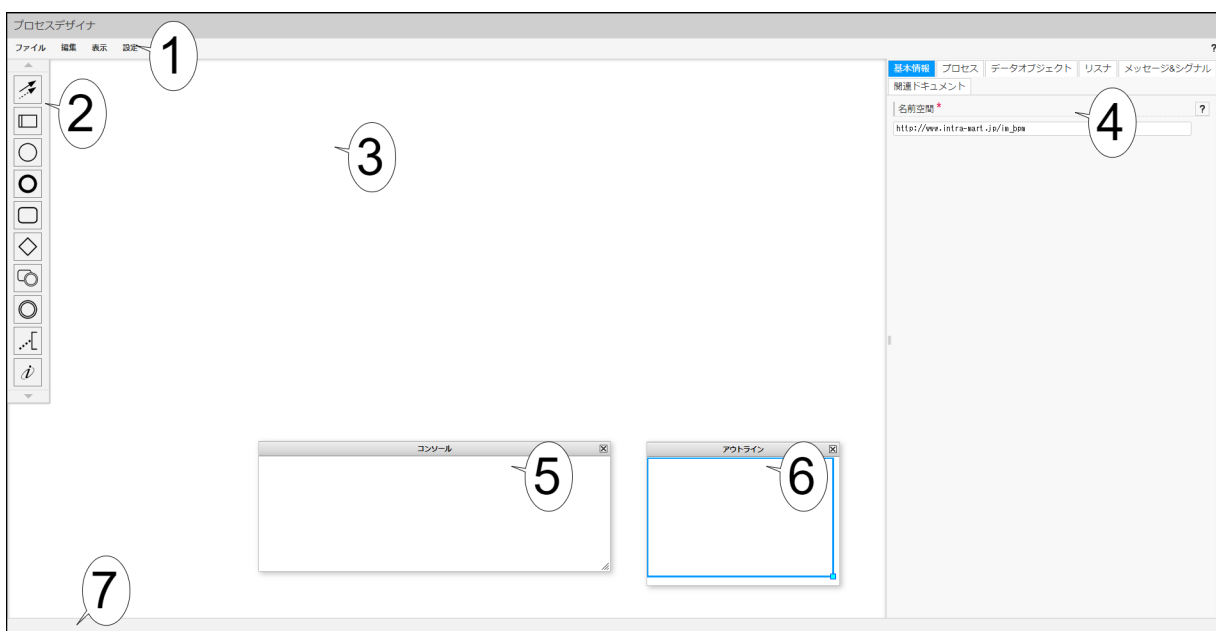 プロセスデザイナ
ファイル 編集 表示 設定 ?
1
2
3
基本情報 プロセス データオブジェクト リスナ メッセージ&シグナル
関連ドキュメント
名前空間 * ?
http://www.intra-mart.jp/im_bpm
4
コンソール
5
アウトライン
6
7